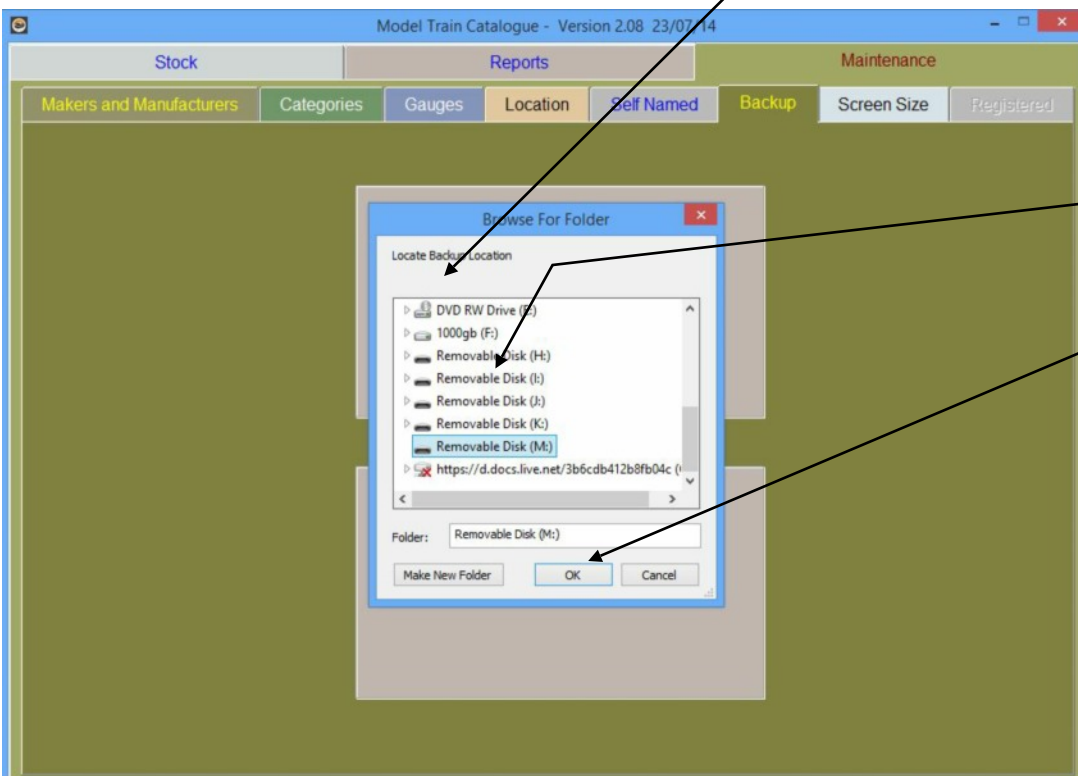 Model Train Catalogue - Version 2.08 23/07/14
Stock Reports Maintenance
Makers and Manufacturers Categories Gauges Location Self Named Backup Screen Size Registered
Browse For Folder
Locate Backup Location
DVD RW Drive (E:)
1000gb (F:)
Removable Disk (H:)
Removable Disk (I:)
Removable Disk (J:)
Removable Disk (K:)
Removable Disk (M:)
https://d.docs.live.net/3b6cdb412b8fb04c (
Folder: Removable Disk (M:)
Make New Folder OK Cancel